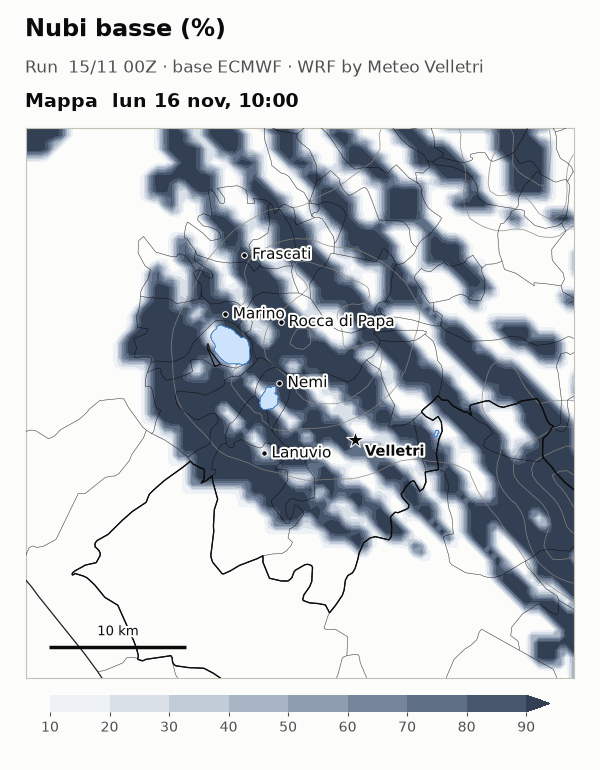 Nubi basse (%)
Run  15/11 00Z · base ECMWF · WRF by Meteo Velletri
Mappa  lun 16 nov, 10:00
Frascati
Marino
Rocca di Papa
Nemi
Velletri
Lanuvio
10 km
10 20 30 40 50 60 70 80 90